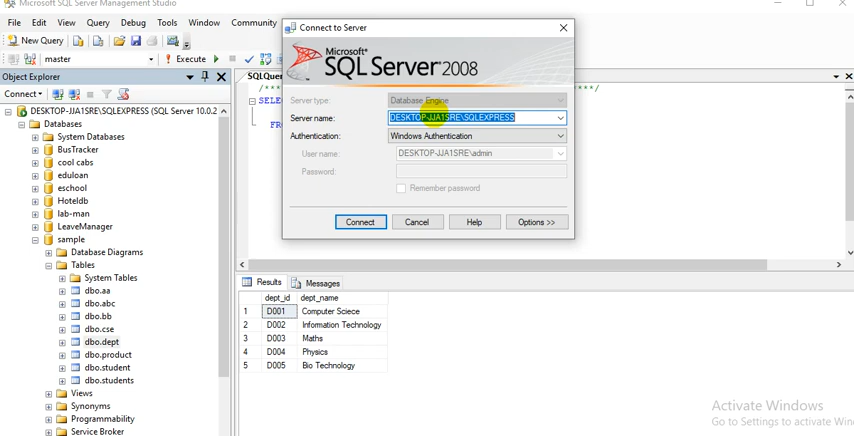 Microsoft SQL Server Management Studio
File Edit View Query Debug Tools Window Community
New Query
master Execute
Object Explorer
Connect
DESKTOP-JJA1SRE\SQLEXPRESS (SQL Server 10.0.2
Databases
System Databases
BusTracker
cool cabs
eduloan
eschool
Hoteldb
lab-man
LeaveManager
sample
Database Diagrams
Tables
System Tables
dbo.aa
dbo.abc
dbo.bb
dbo.cse
dbo.dept
dbo.product
dbo.student
dbo.students
Views
Synonyms
Programmability
Service Broker
SQLQuer
/***
***/
SELE
FR
Connect to Server
Microsoft
SQL Server 2008
Server type: Database Engine
Server name: DESKTOP-JJA1SRE\SQLEXPRESS
Authentication: Windows Authentication
User name: DESKTOP-JJA1SRE\admin
Password:
Remember password
Connect Cancel Help Options >>
Results Messages
dept_id dept_name
1 D001 Computer Sciece
2 D002 Information Technology
3 D003 Maths
4 D004 Physics
5 D005 Bio Technology
Activate Windows
Go to Settings to activate Win